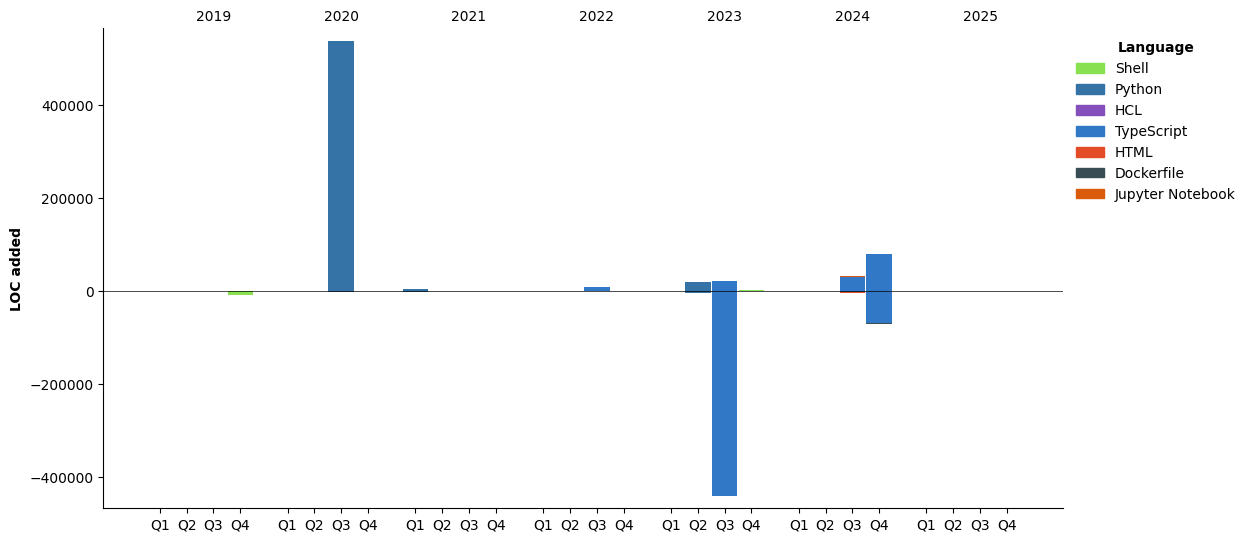 2019 2020 2021 2022 2023 2024 2025
Language
Shell
Python
HCL
TypeScript
HTML
Dockerfile
Jupyter Notebook
LOC added
400000
200000
0
−200000
−400000
Q1 Q2 Q3 Q4 Q1 Q2 Q3 Q4 Q1 Q2 Q3 Q4 Q1 Q2 Q3 Q4 Q1 Q2 Q3 Q4 Q1 Q2 Q3 Q4 Q1 Q2 Q3 Q4